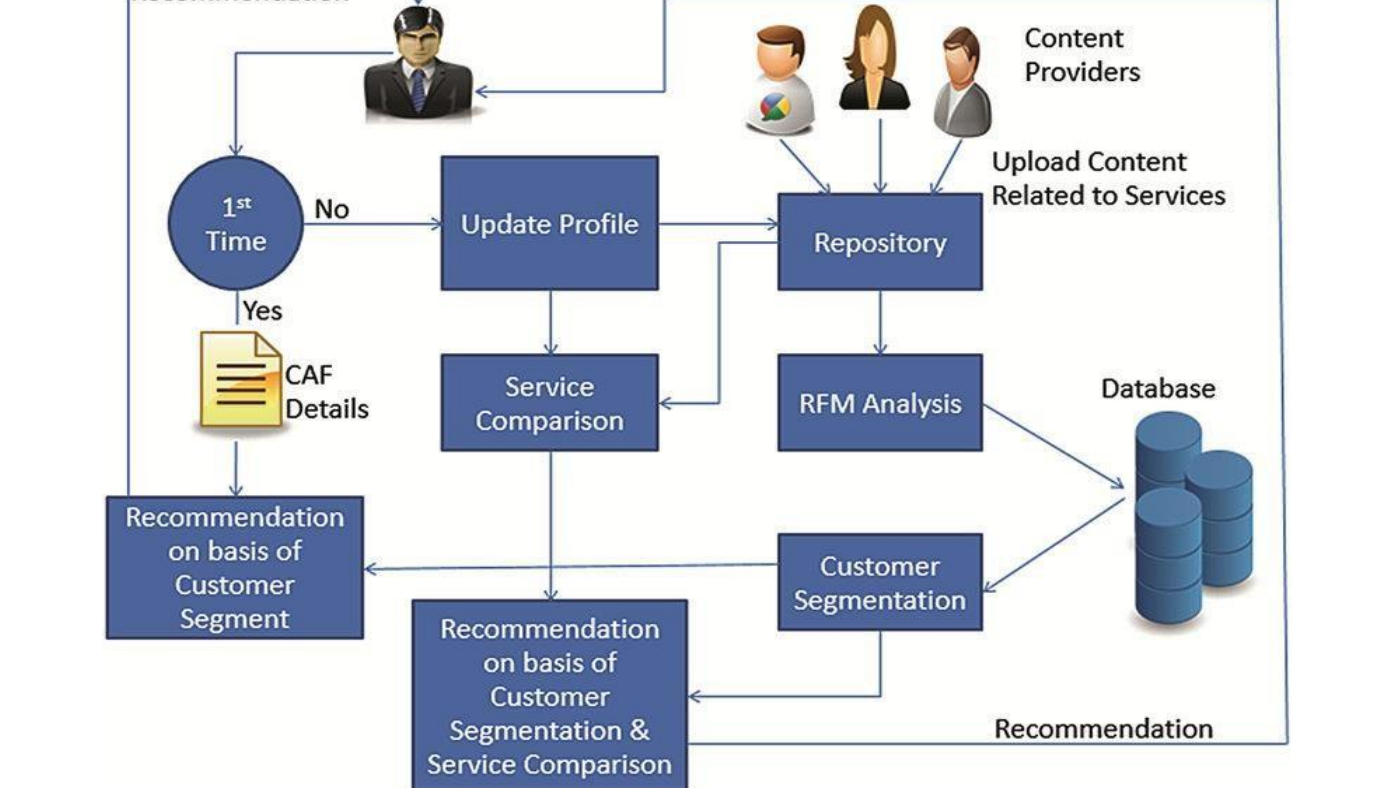 Recommendation
Content
Providers
Upload Content
Related to Services
1st
Time
No
Update Profile
Repository
Yes
CAF
Details
Service
Comparison
RFM Analysis
Database
Recommendation
on basis of
Customer
Segment
Customer
Segmentation
Recommendation
on basis of
Customer
Segmentation &
Service Comparison
Recommendation